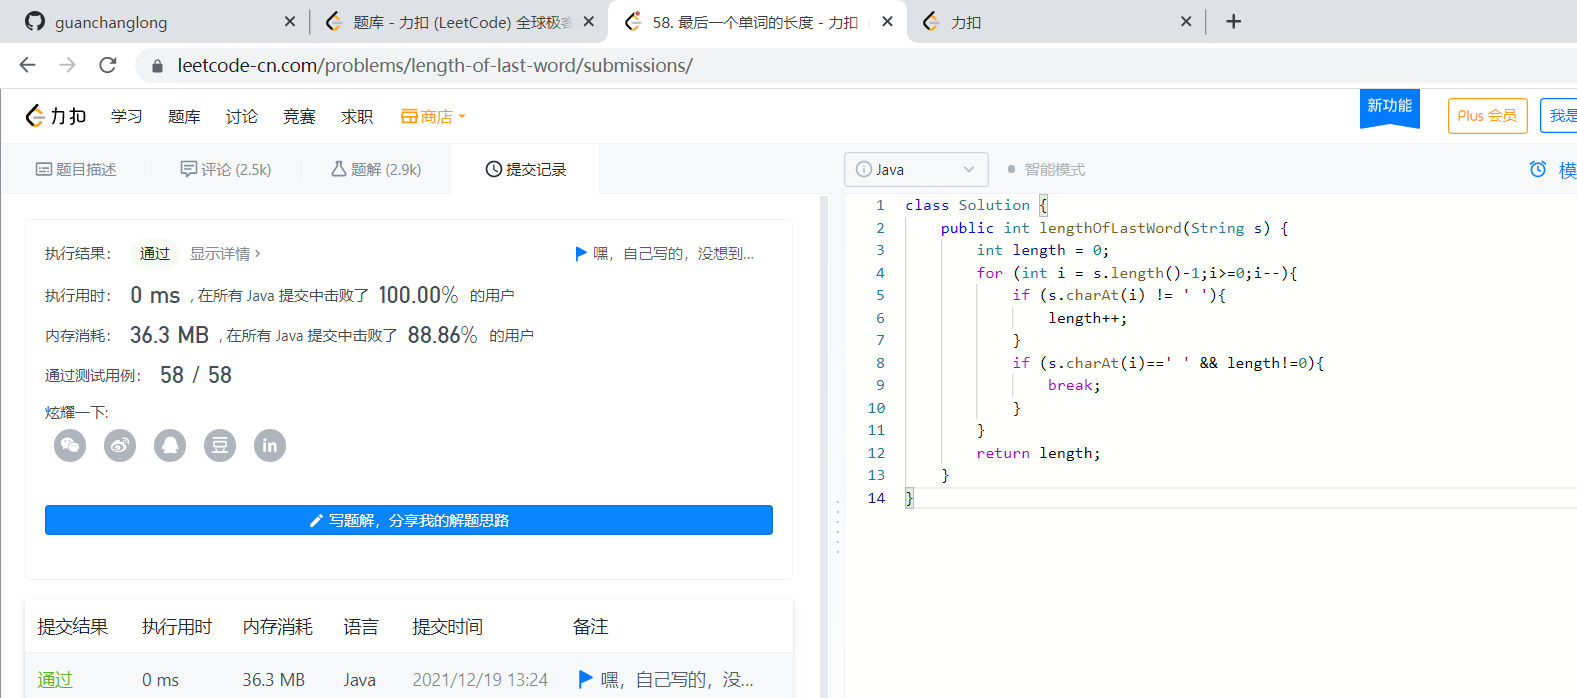 guanchanglong
题库 - 力扣 (LeetCode) 全球极客
58. 最后一个单词的长度 - 力扣 (
力扣
leetcode-cn.com/problems/length-of-last-word/submissions/
力扣 学习 题库 讨论 竞赛 求职 商店 新功能 Plus 会员 我是
题目描述 评论 (2.5k) 题解 (2.9k) 提交记录
Java 智能模式 模
执行结果： 通过 显示详情 > 嘿，自己写的，没想到...
执行用时： 0 ms , 在所有 Java 提交中击败了 100.00% 的用户
内存消耗： 36.3 MB , 在所有 Java 提交中击败了 88.86% 的用户
通过测试用例： 58 / 58
炫耀一下:
豆 in
写题解，分享我的解题思路
提交结果 执行用时 内存消耗 语言 提交时间 备注
通过 0 ms 36.3 MB Java 2021/12/19 13:24 嘿，自己写的，没...
1 class Solution {
2 public int lengthOfLastWord(String s) {
3 int length = 0;
4 for (int i = s.length()-1;i>=0;i--){
5 if (s.charAt(i) != ' '){
6 length++;
7 }
8 if (s.charAt(i)==' ' && length!=0){
9 break;
10 }
11 }
12 return length;
13 }
14 }